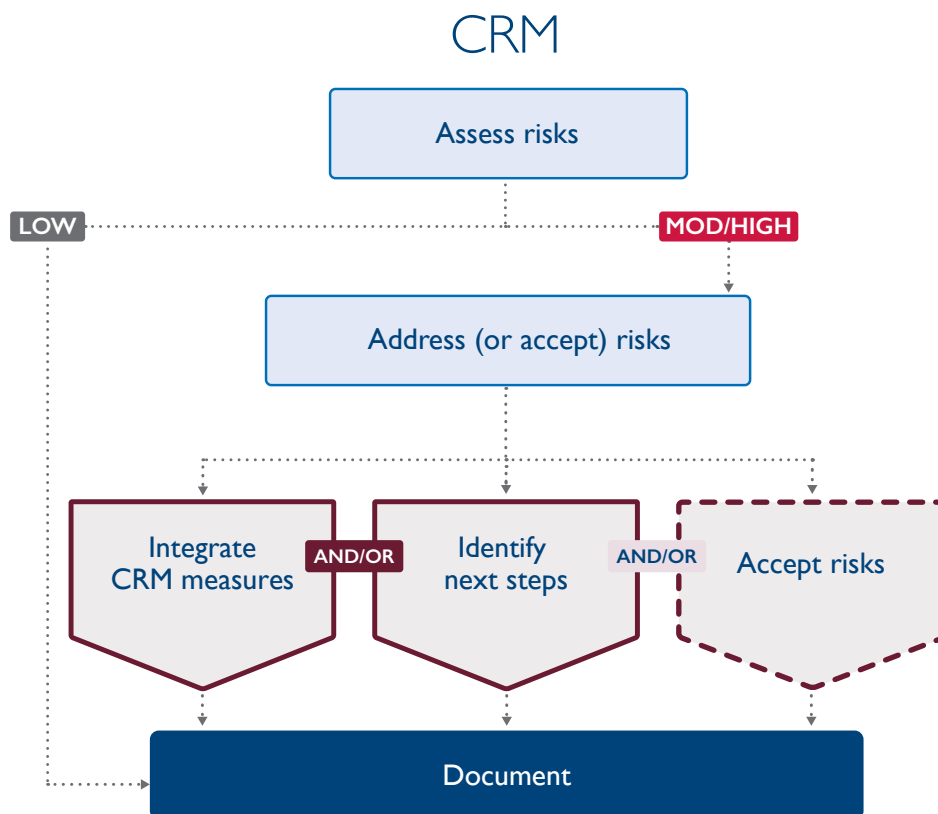 CRM
Assess risks
LOW
MOD/HIGH
Address (or accept) risks
Integrate
CRM measures
AND/OR
Identify
next steps
AND/OR
Accept risks
Document